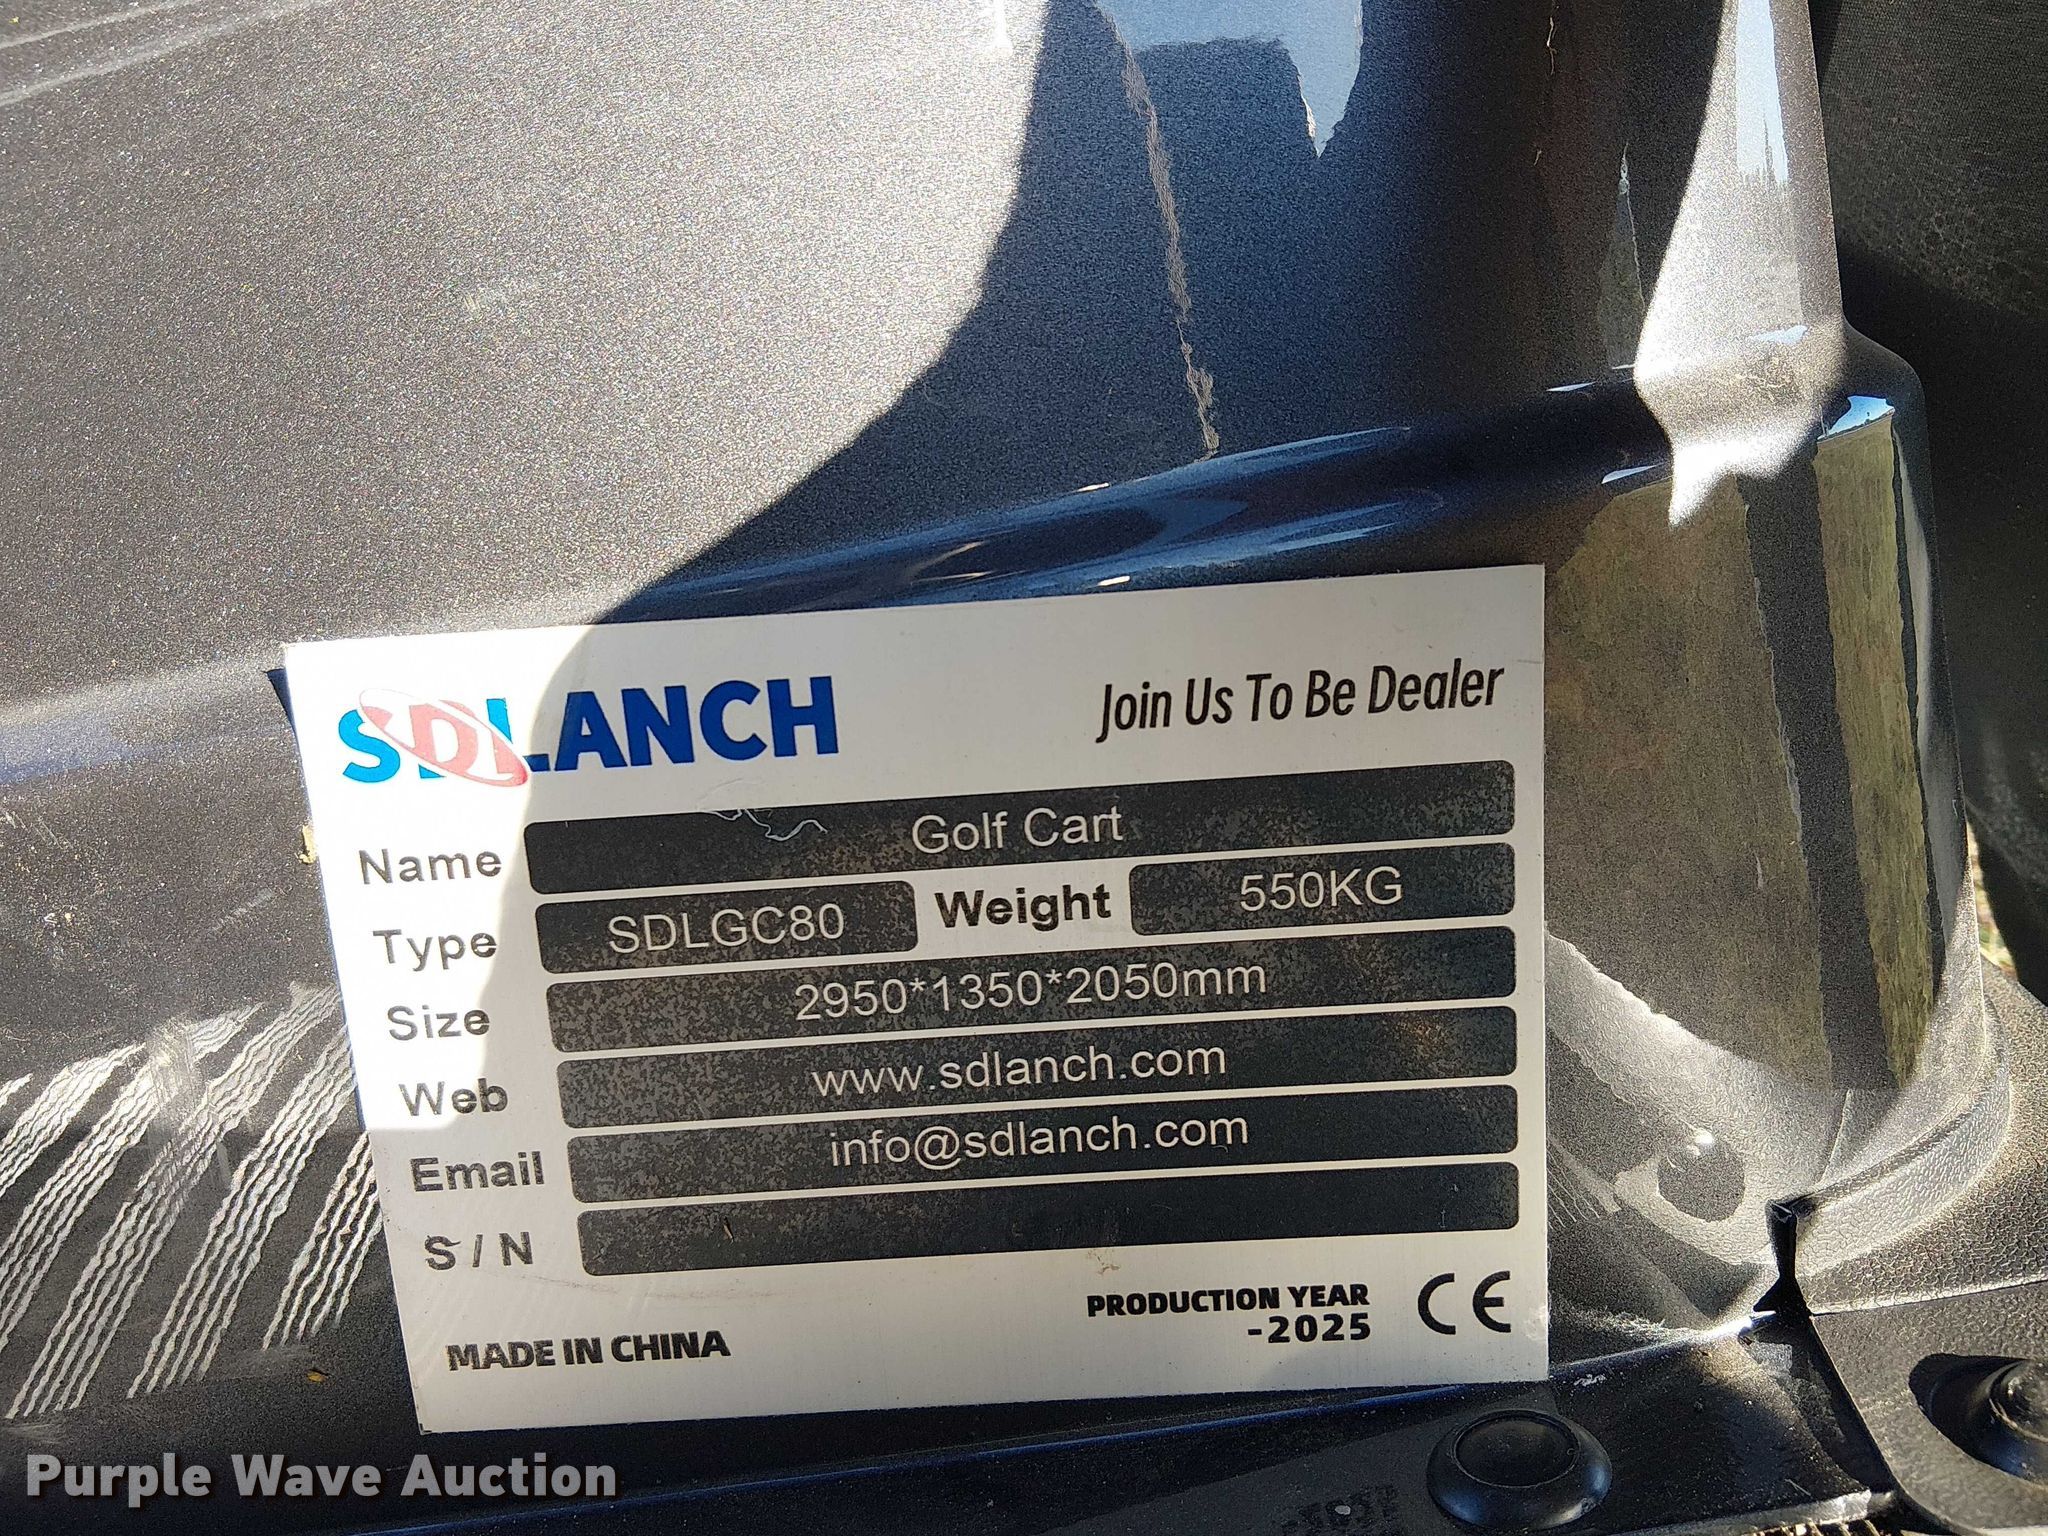 SDLANCH
Join Us To Be Dealer
Name Golf Cart
Type SDLGC80 Weight 550KG
Size 2950*1350*2050mm
Web www.sdlanch.com
Email info@sdlanch.com
S / N
MADE IN CHINA
PRODUCTION YEAR
-2025
CE
Purple Wave Auction